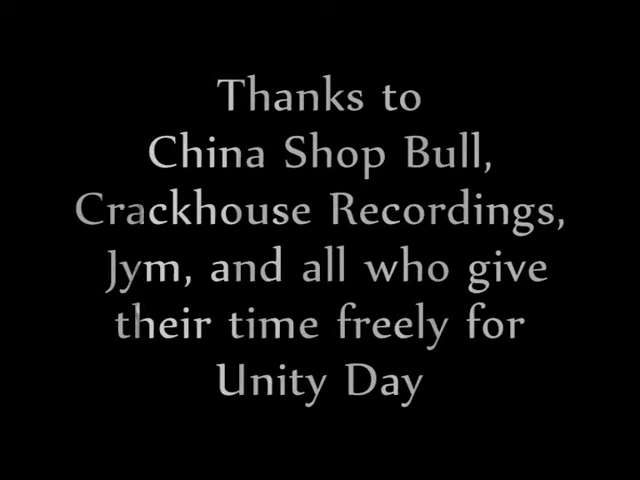 Thanks to
China Shop Bull,
Crackhouse Recordings,
Jym, and all who give
their time freely for
Unity Day